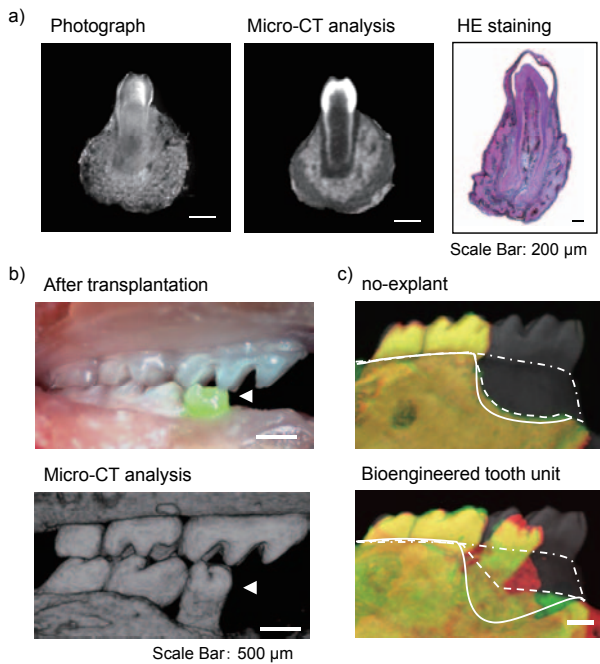 a)
Photograph
Micro-CT analysis
HE staining
Scale Bar: 200 μm
b)
After transplantation
Micro-CT analysis
Scale Bar: 500 μm
c)
no-explant
Bioengineered tooth unit